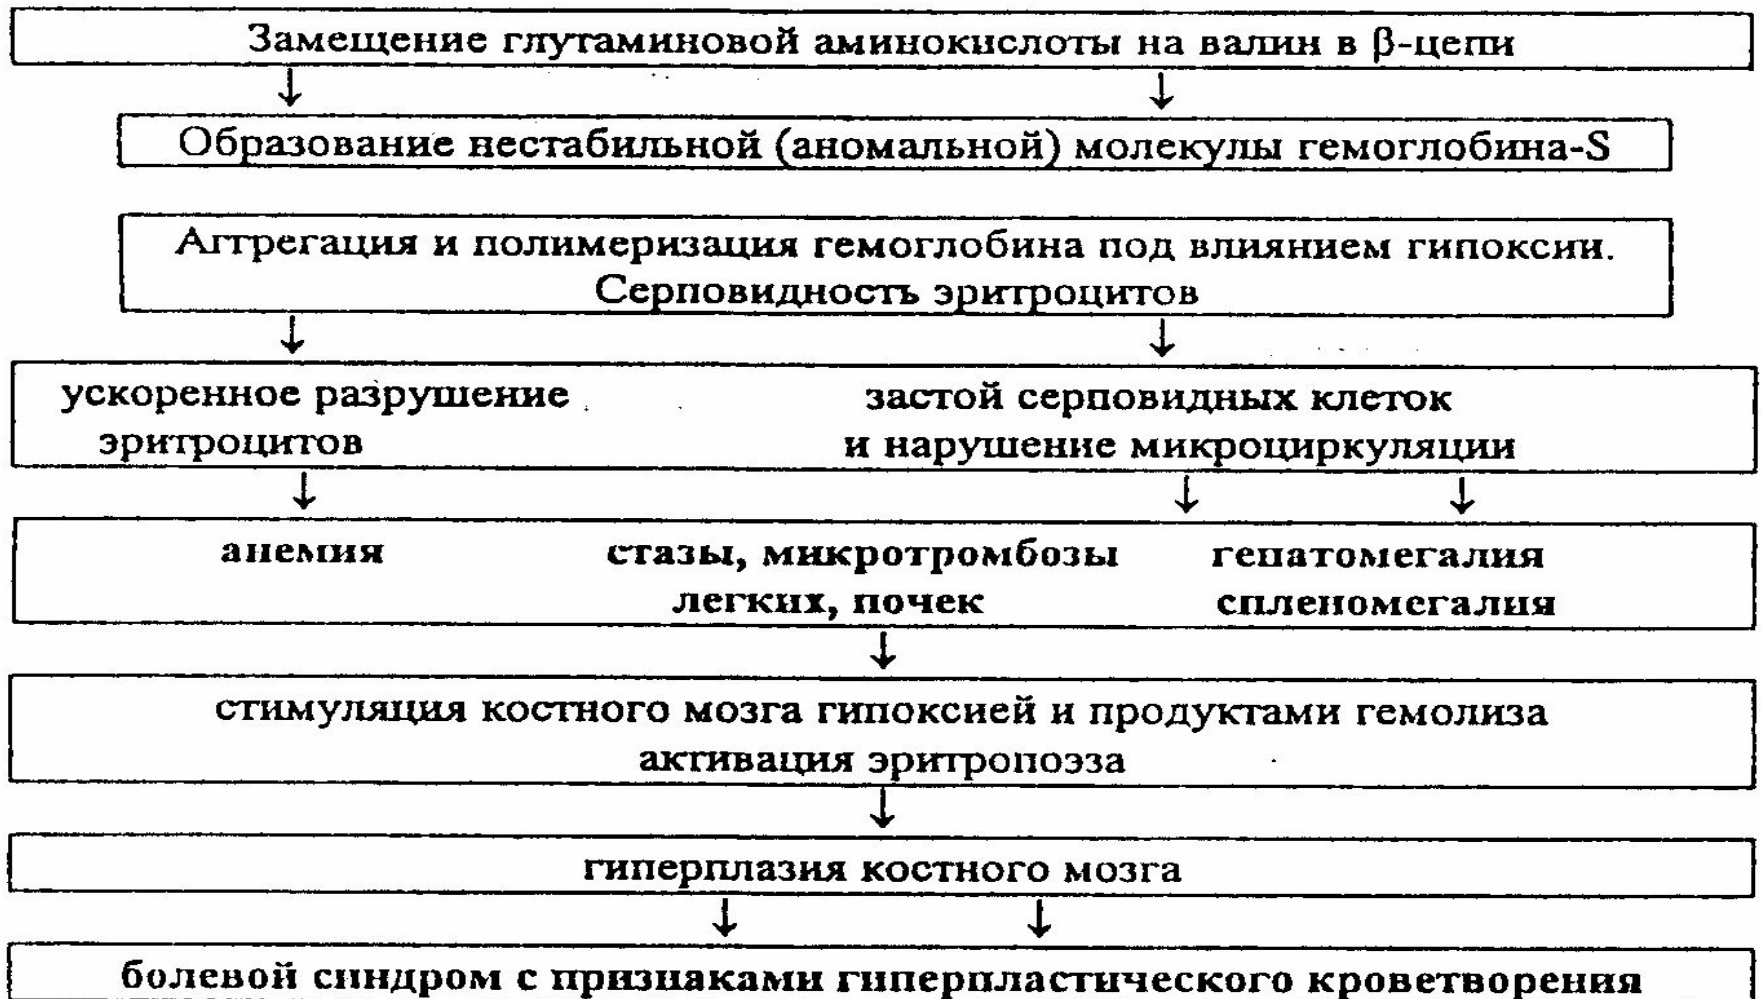 Замещение глутаминовой аминокислоты на валин в β-цепи
Образование нестабильной (аномальной) молекулы гемоглобина-S
Агрегация и полимеризация гемоглобина под влиянием гипоксии.
Серповидность эритроцитов
ускоренное разрушение застой серповидных клеток
эритроцитов и нарушение микроциркуляции
анемия стазы, микротромбозы гепатомегалия
легких, почек спленомегалия
стимуляция костного мозга гипоксией и продуктами гемолиза
активация эритропоэза
гиперплазия костного мозга
болевой синдром с признаками гиперпластического кроветворения